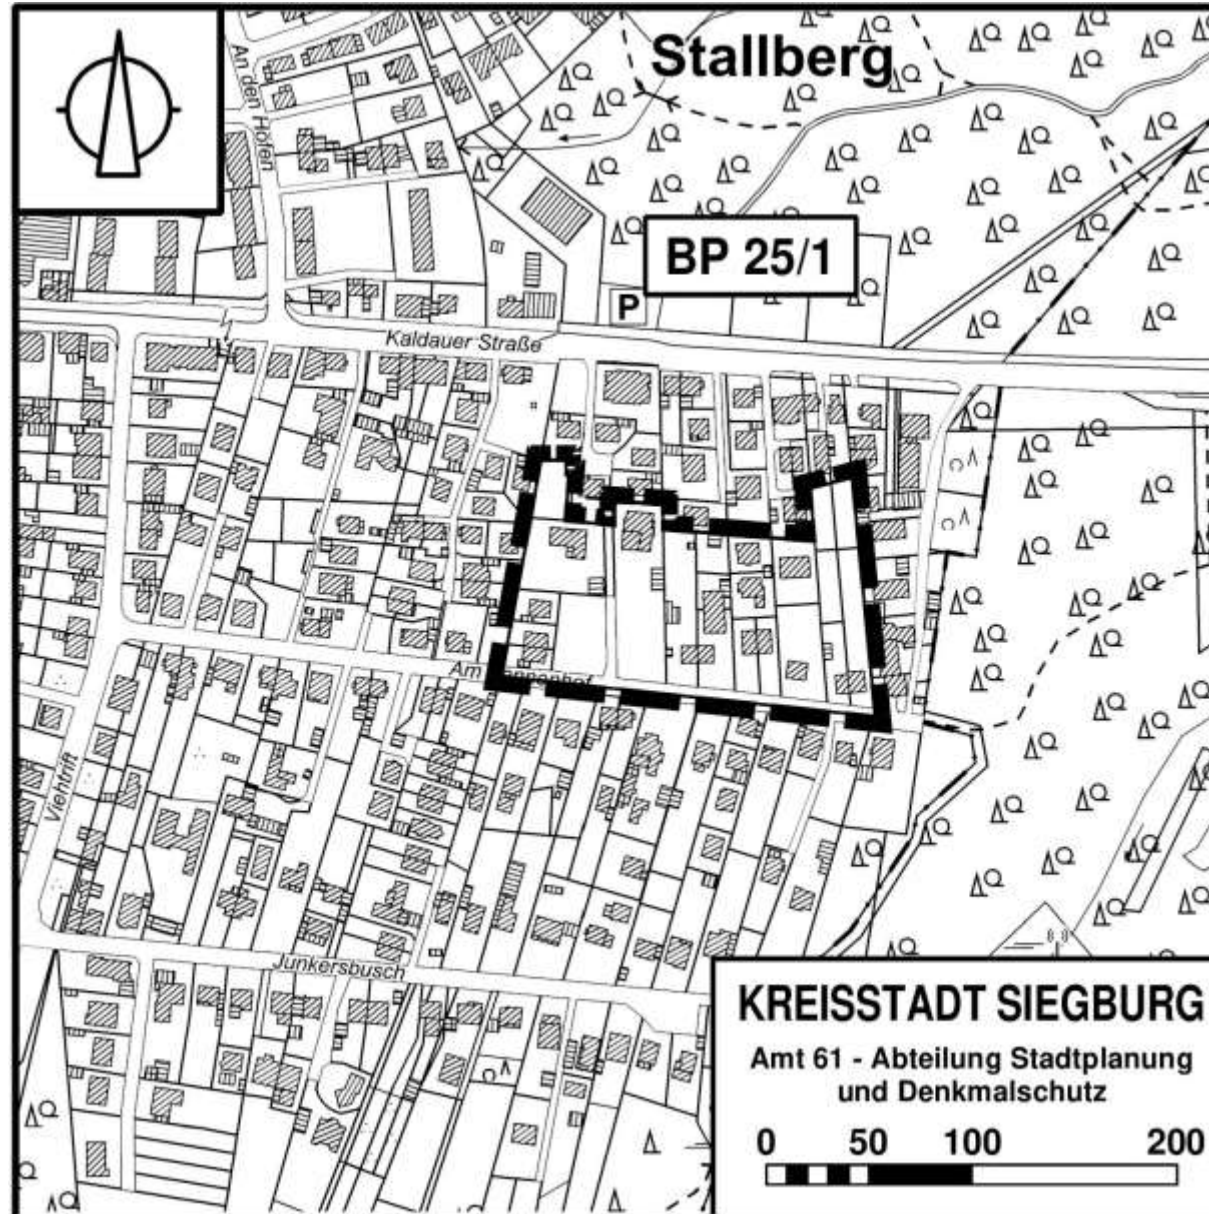 Stallberg
An den Höfen
BP 25/1
P
Kaldauer Straße
Am
Viehtrift
Junkersbusch
KREISSTADT SIEGBURG
Amt 61 - Abteilung Stadtplanung
und Denkmalschutz
0 50 100 200